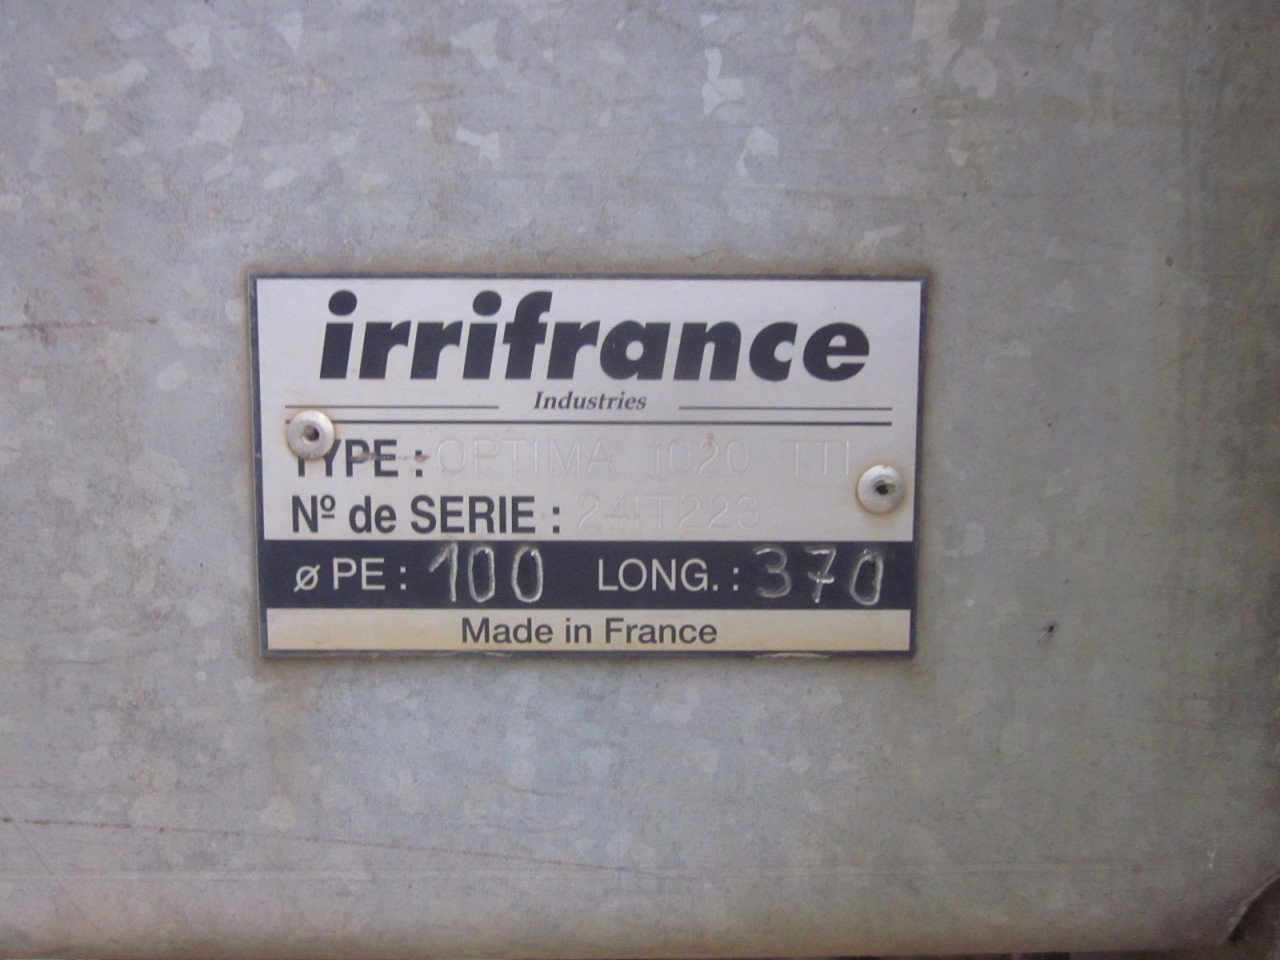 irrifrance
Industries
TYPE : OPTIMA 1020 TTI
Nº de SERIE : 24IT223
ø PE : 100 LONG. : 370
Made in France